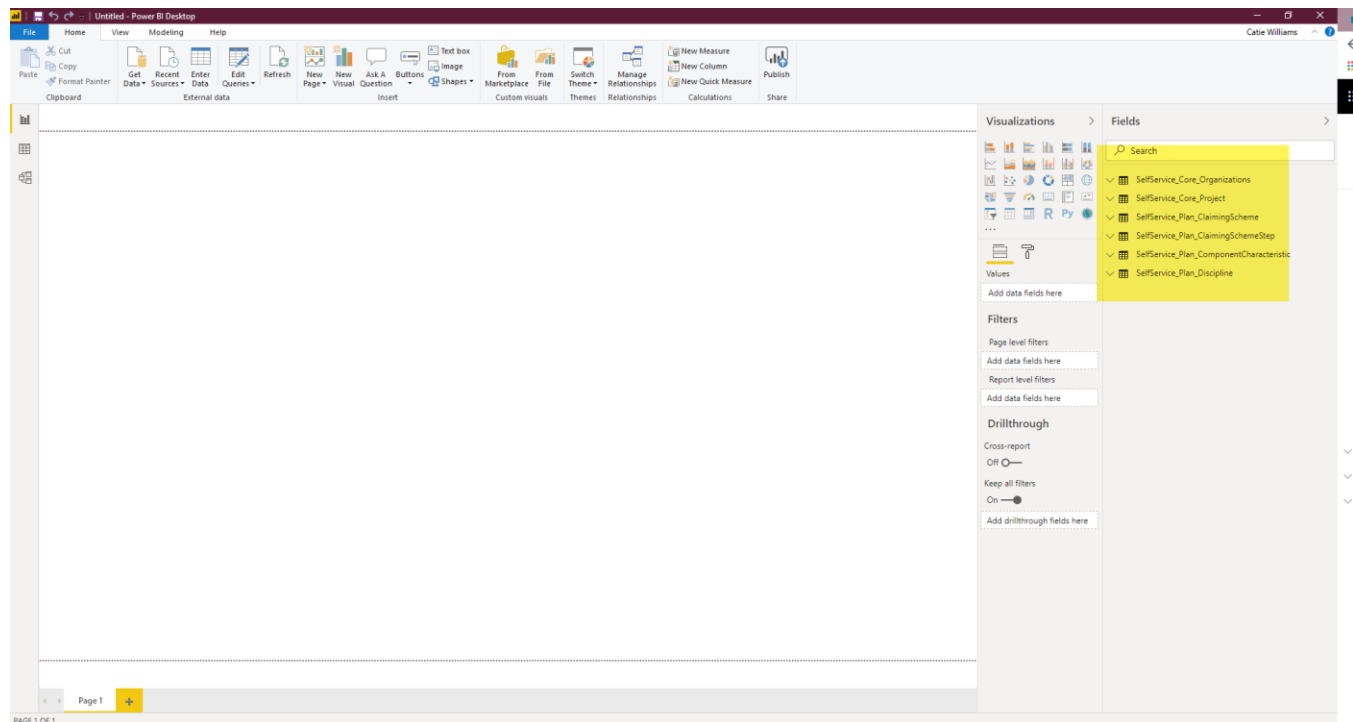 Untitled - Power BI Desktop
File Home View Modeling Help
Catie Williams
Paste
Cut
Copy
Format Painter
Clipboard
Get Data
Recent Sources
Enter Data
Edit Queries
Refresh
External data
New Page
New Visual
Ask A Question
Buttons
Text box
Image
Shapes
Insert
From Marketplace
From File
Custom visuals
Switch Theme
Themes
Manage Relationships
Relationships
New Measure
New Column
New Quick Measure
Calculations
Publish
Share
Visualizations
R Py
Values
Add data fields here
Filters
Page level filters
Add data fields here
Report level filters
Add data fields here
Drillthrough
Cross-report
Off
Keep all filters
On
Add drillthrough fields here
Fields
Search
SelfService_Core_Organizations
SelfService_Core_Project
SelfService_Plan_ClaimingScheme
SelfService_Plan_ClaimingSchemeStep
SelfService_Plan_ComponentCharacteristic
SelfService_Plan_Discipline
Page 1
PAGE 1 OF 1